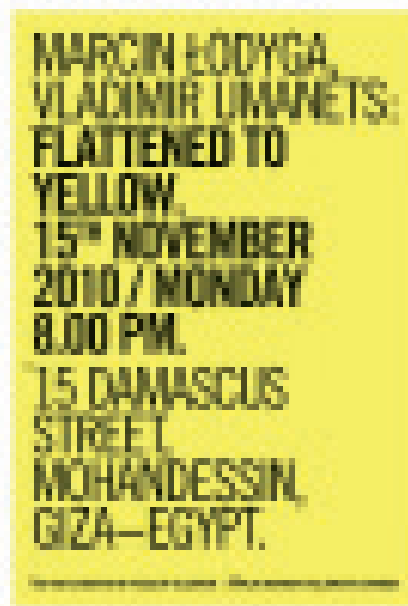 MARCIN ŁODYGA,
VLADIMIR UMANETS:
FLATTENED TO
YELLOW.
15TH NOVEMBER
2010 / MONDAY
8.00 PM.
15 DAMASCUS
STREET,
MOHANDESSIN,
GIZA—EGYPT.